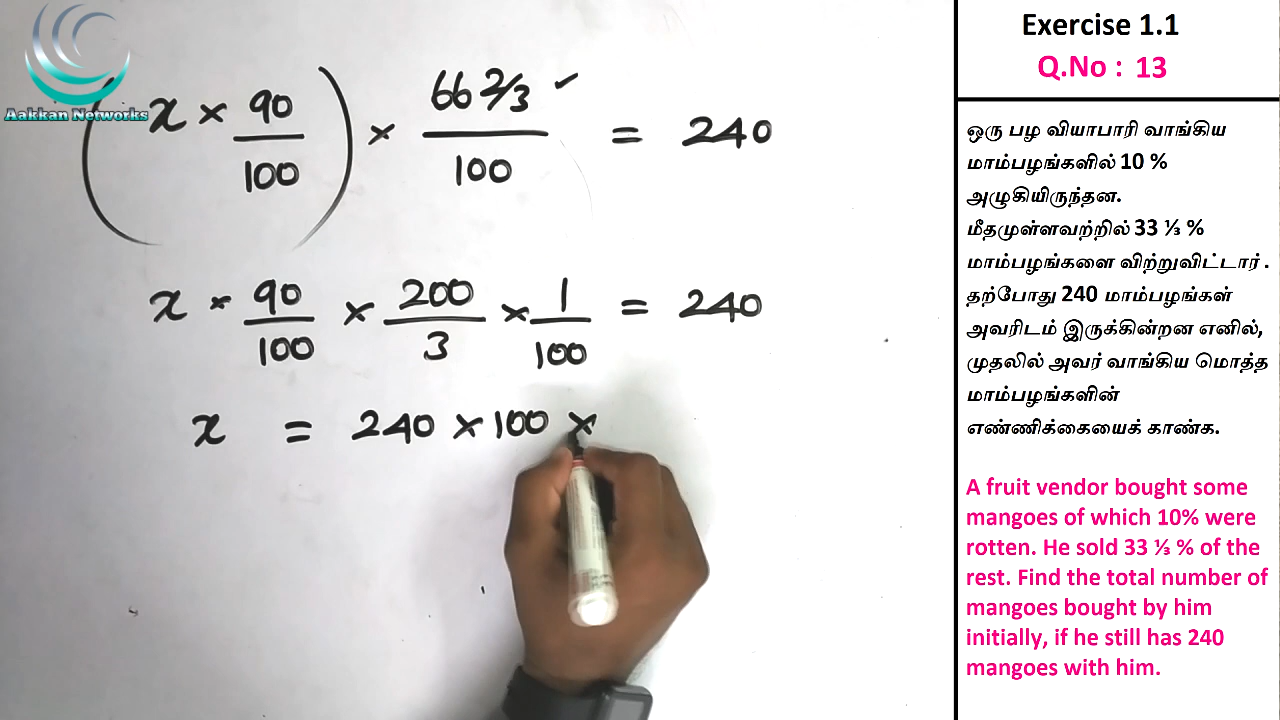 Aakkan Networks
( x × 90/100 ) × 66 2/3 / 100 = 240
x × 90/100 × 200/3 × 1/100 = 240
x = 240 × 100 ×
Exercise 1.1
Q.No : 13
ஒரு பழ வியாபாரி வாங்கிய
மாம்பழங்களில் 10 %
அழுகியிருந்தன.
மீதமுள்ளவற்றில் 33 ⅓ %
மாம்பழங்களை விற்றுவிட்டார் .
தற்போது 240 மாம்பழங்கள்
அவரிடம் இருக்கின்றன எனில்,
முதலில் அவர் வாங்கிய மொத்த
மாம்பழங்களின்
எண்ணிக்கையைக் காண்க.
A fruit vendor bought some
mangoes of which 10% were
rotten. He sold 33 ⅓ % of the
rest. Find the total number of
mangoes bought by him
initially, if he still has 240
mangoes with him.